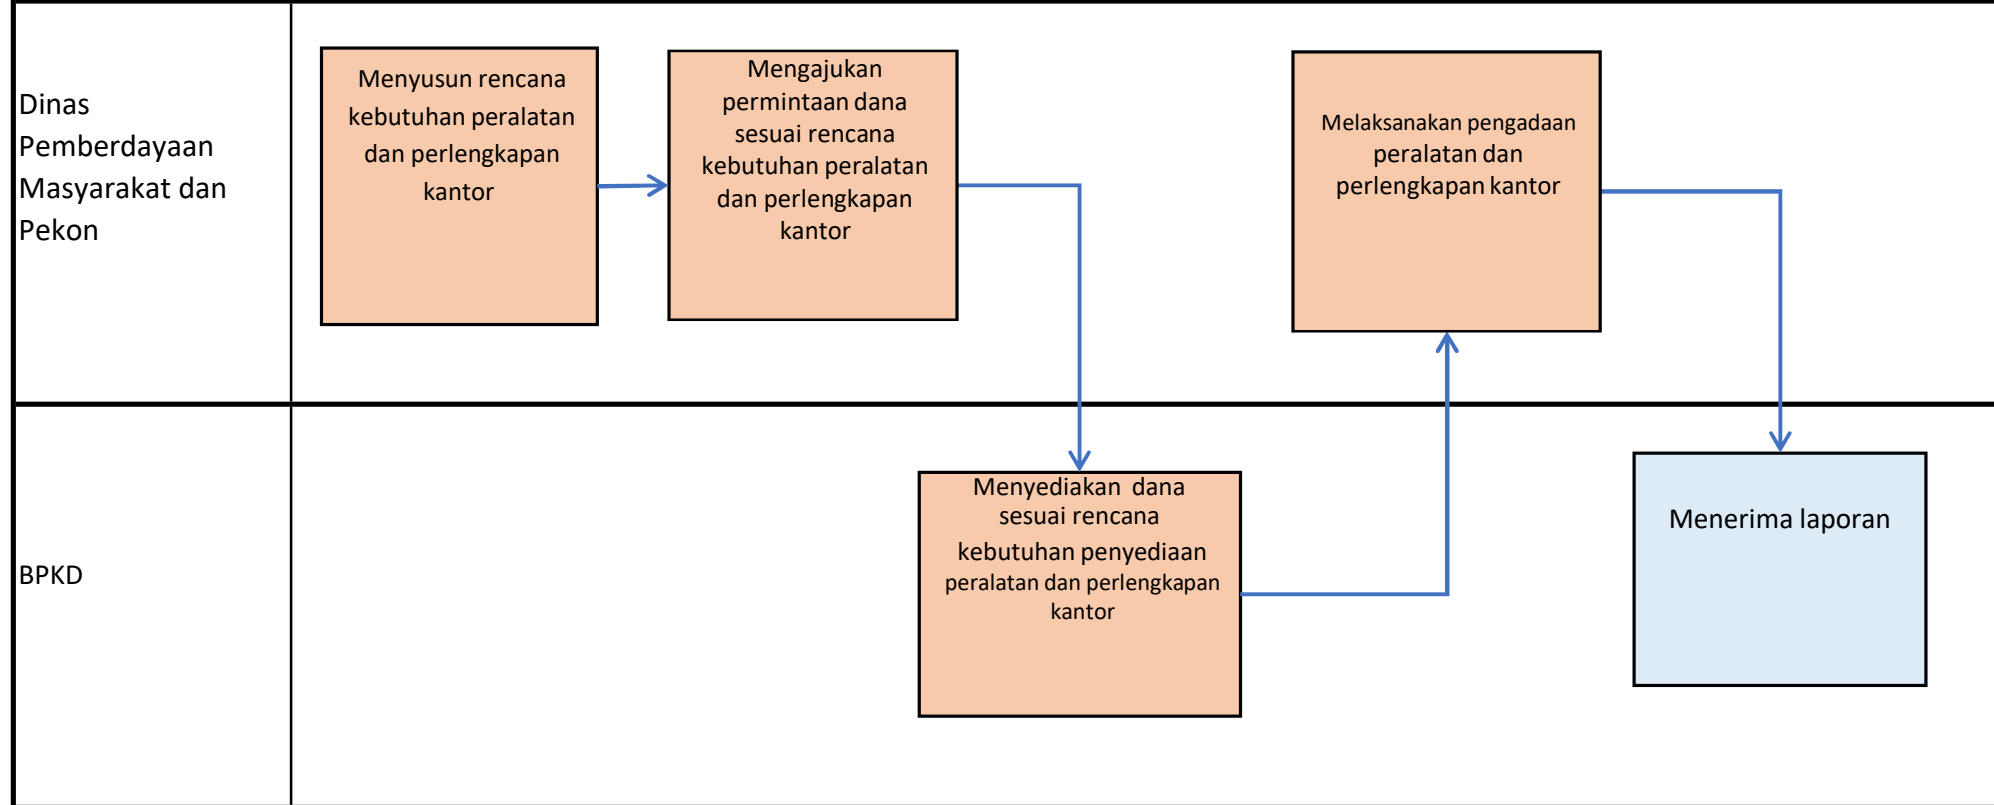 Dinas
Pemberdayaan
Masyarakat dan
Pekon
Menyusun rencana
kebutuhan peralatan
dan perlengkapan
kantor
Mengajukan
permintaan dana
sesuai rencana
kebutuhan peralatan
dan perlengkapan
kantor
Melaksanakan pengadaan
peralatan dan
perlengkapan kantor
BPKD
Menyediakan dana
sesuai rencana
kebutuhan penyediaan
peralatan dan perlengkapan
kantor
Menerima laporan